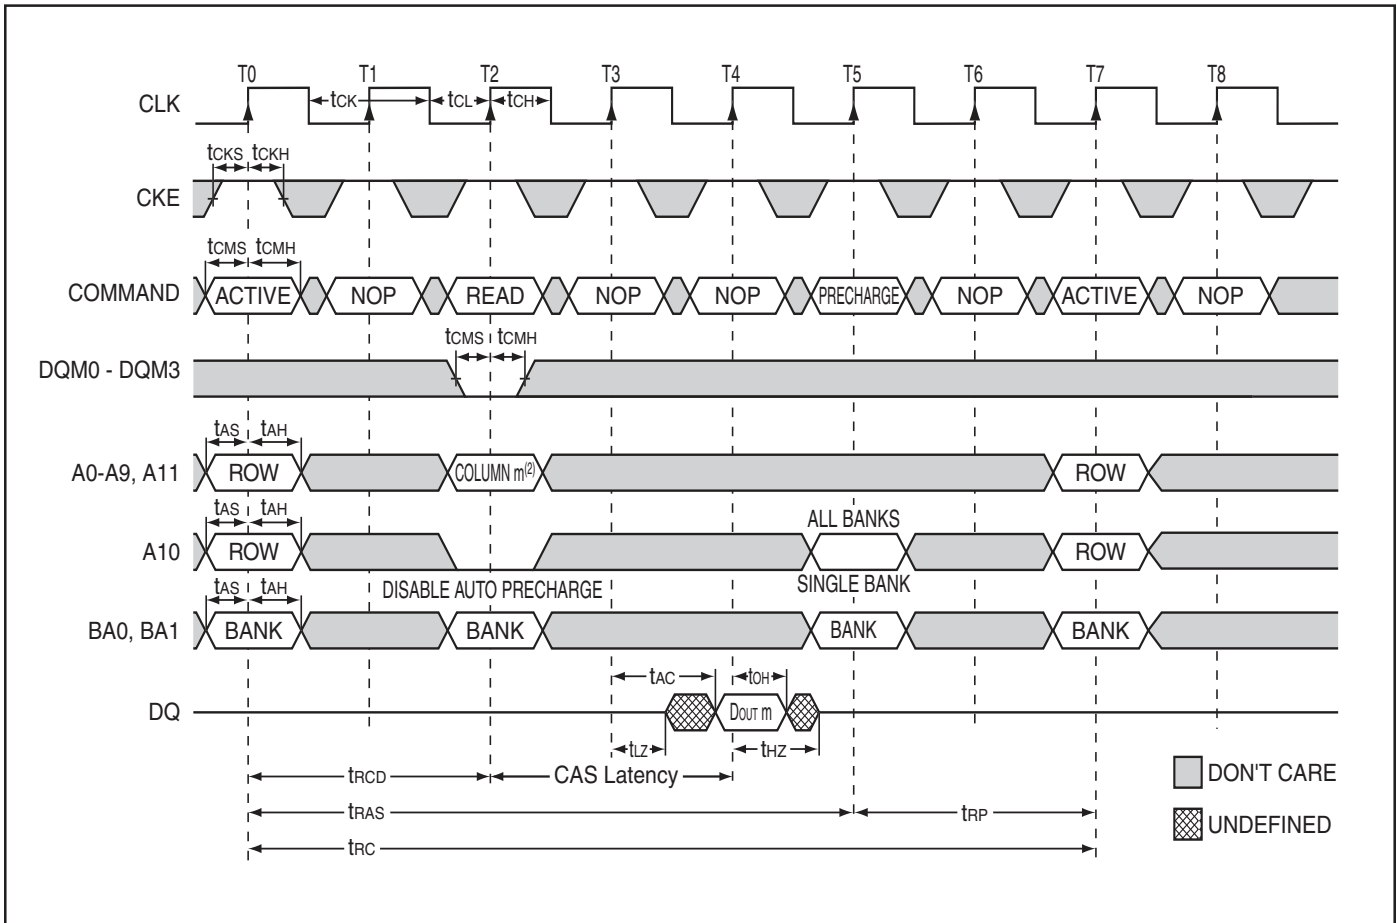 T0 T1 T2 T3 T4 T5 T6 T7 T8
CLK tCK tCL tCH
tCKS tCKH
CKE
tCMS tCMH
COMMAND ACTIVE NOP READ NOP NOP PRECHARGE NOP ACTIVE NOP
tCMS tCMH
DQM0 - DQM3
tAS tAH
A0-A9, A11 ROW COLUMN m(2) ROW
tAS tAH ALL BANKS
A10 ROW ROW
DISABLE AUTO PRECHARGE SINGLE BANK
tAS tAH
BA0, BA1 BANK BANK BANK BANK
tAC tOH
DQ DOUT m
tLZ tHZ
tRCD CAS Latency
DON'T CARE
tRAS tRP
UNDEFINED
tRC